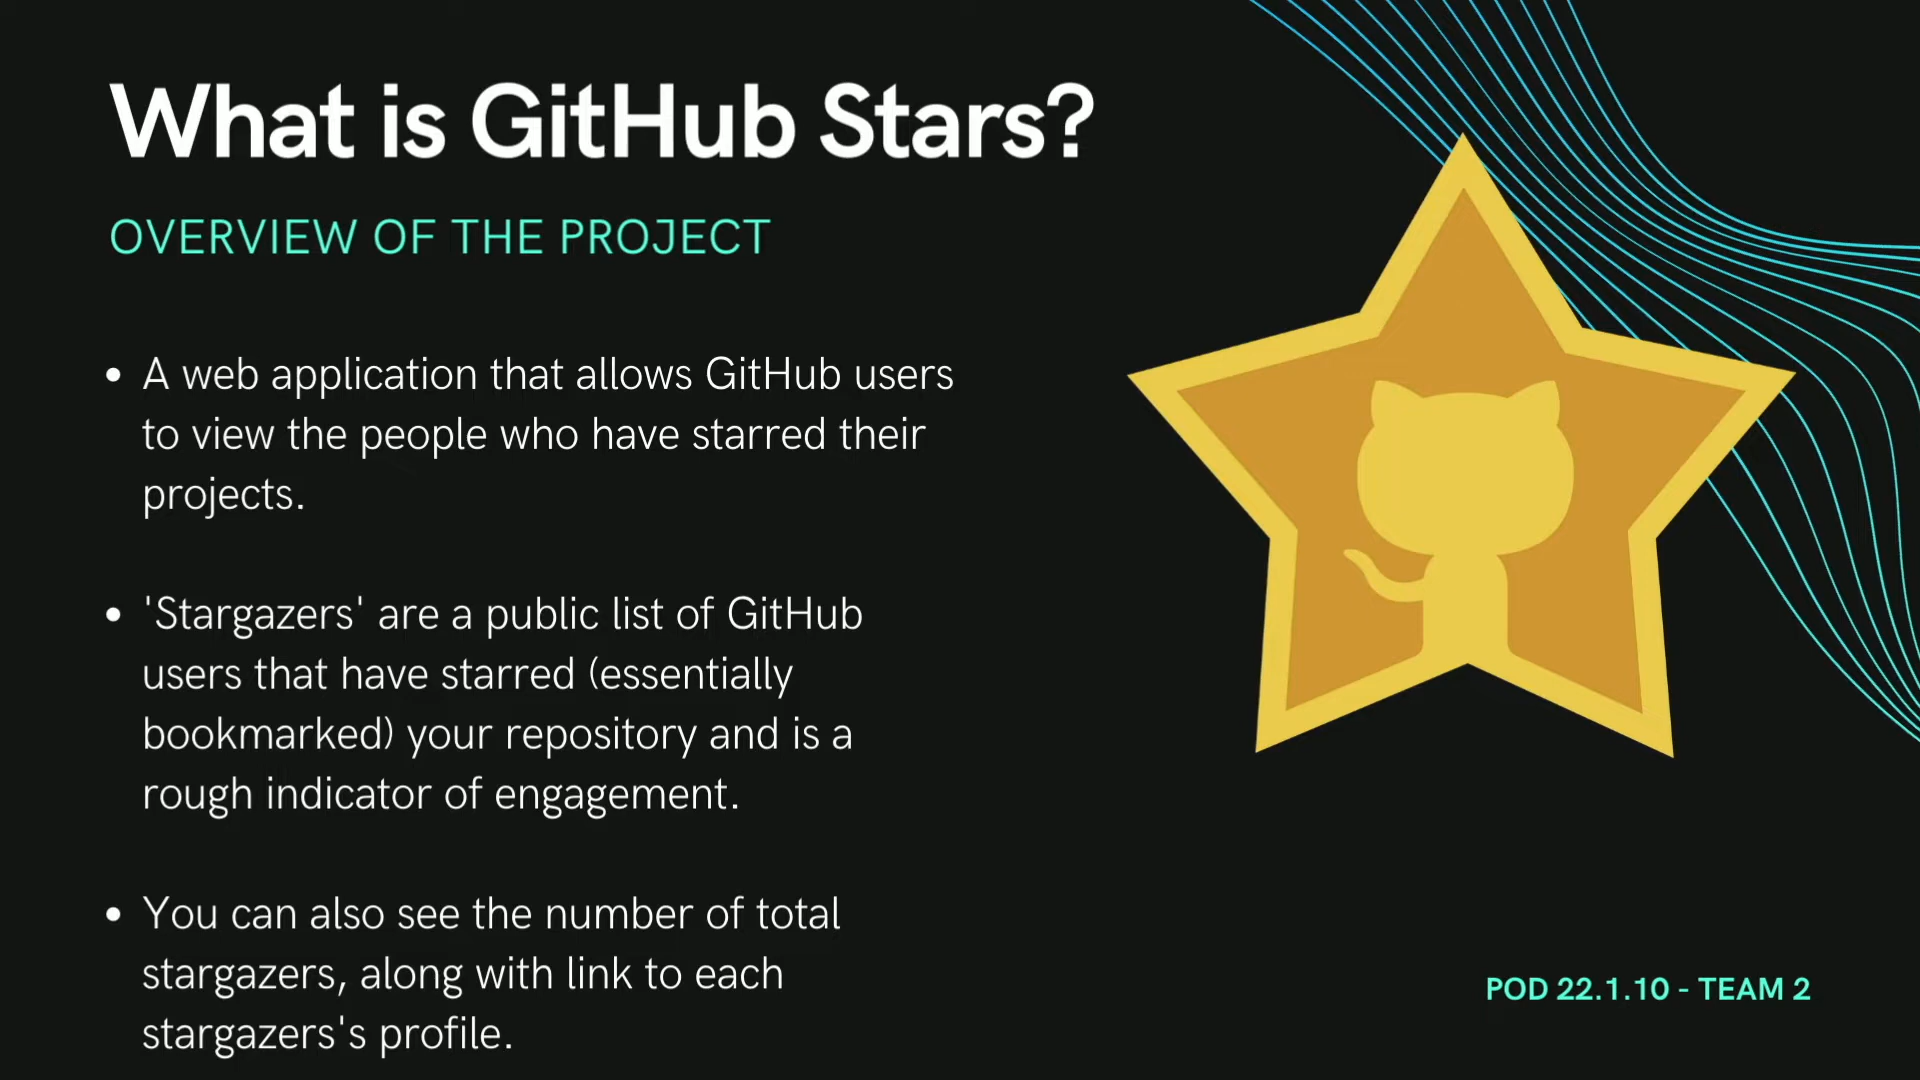 What is GitHub Stars?
OVERVIEW OF THE PROJECT
• A web application that allows GitHub users
to view the people who have starred their
projects.
• 'Stargazers' are a public list of GitHub
users that have starred (essentially
bookmarked) your repository and is a
rough indicator of engagement.
• You can also see the number of total
stargazers, along with link to each
stargazers's profile.
POD 22.1.10 - TEAM 2